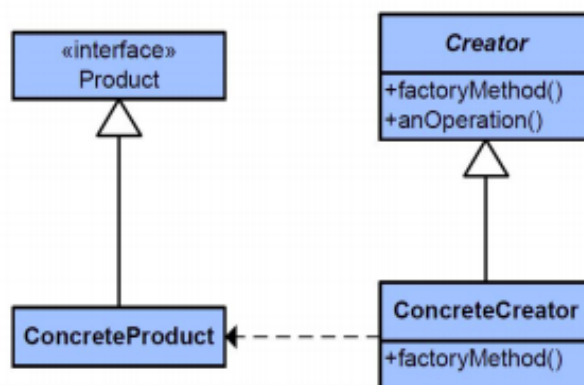 «interface»
Product
Creator
+factoryMethod()
+anOperation()
ConcreteProduct
ConcreteCreator
+factoryMethod()